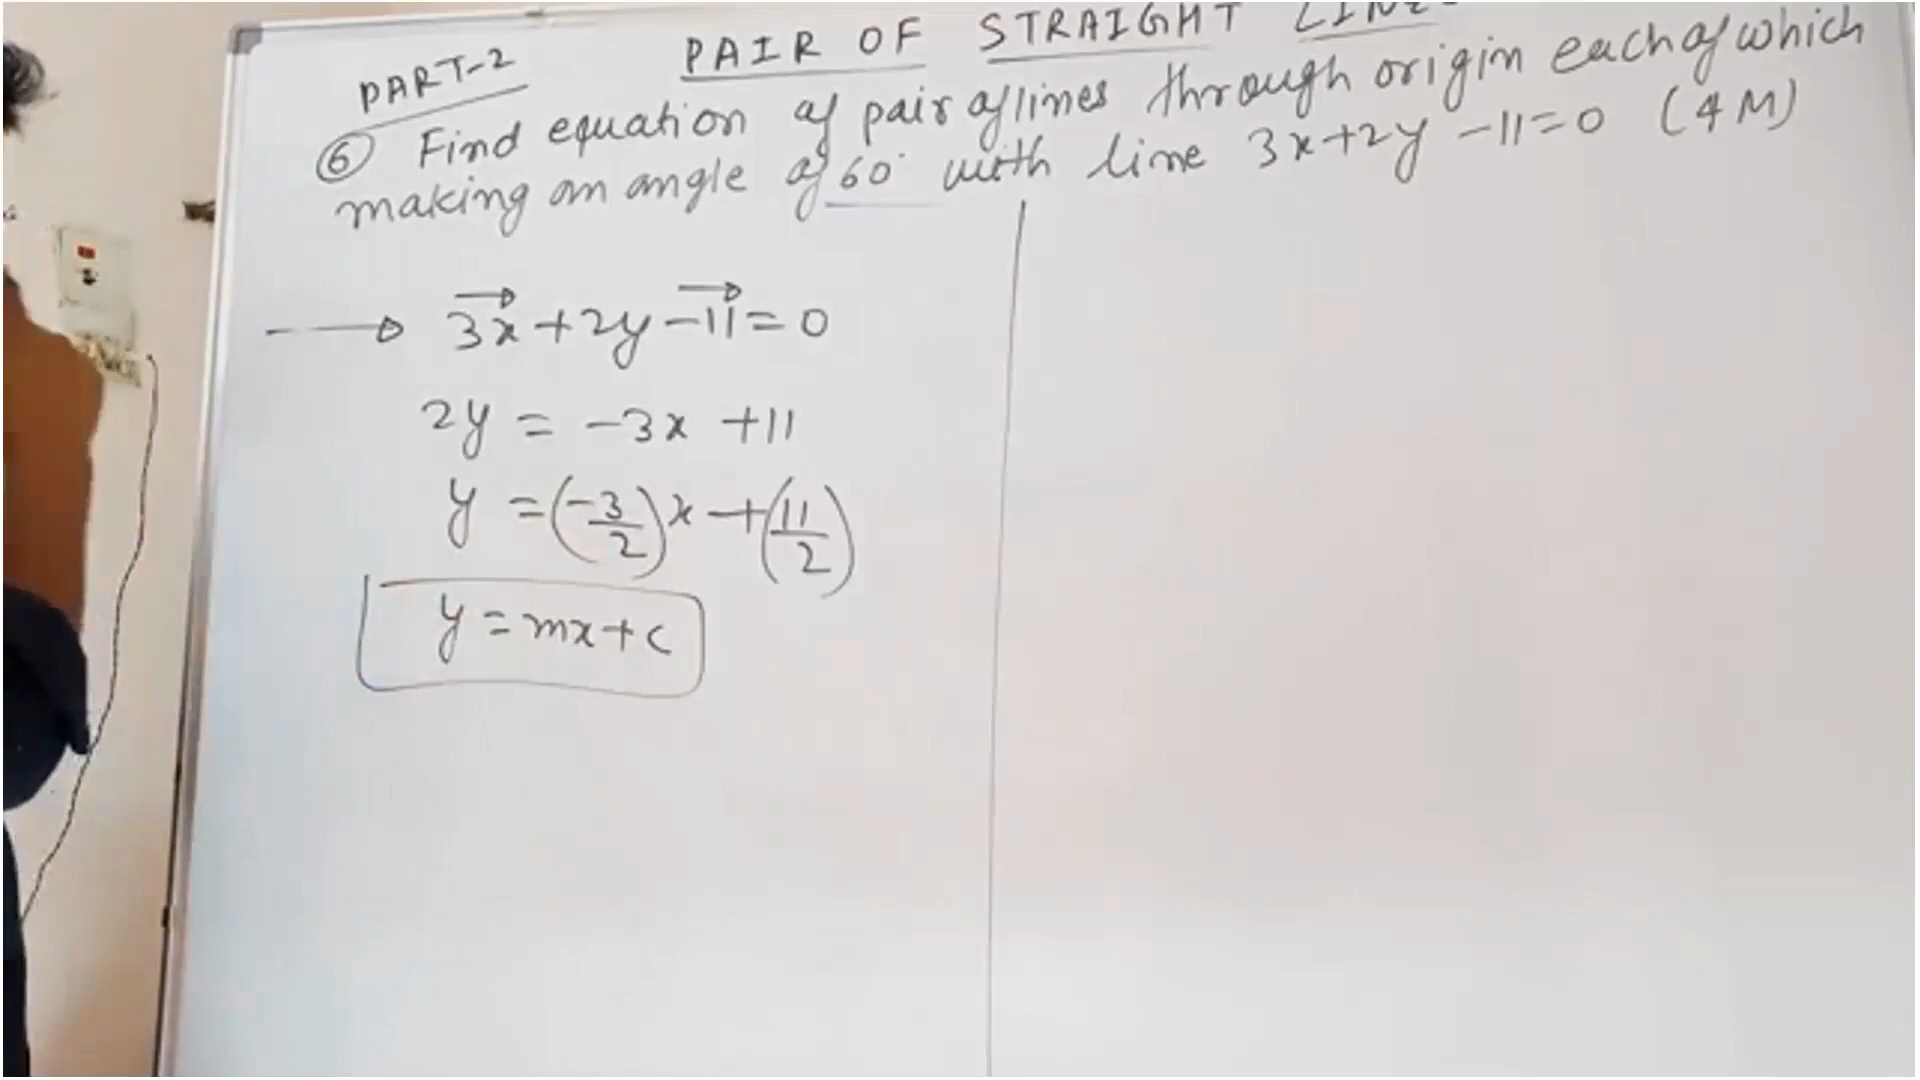 PART-2 PAIR OF STRAIGHT LINE
⑥ Find equation of pair of lines through origin each of which
making an angle of 60° with line 3x+2y-11=0 (4M)
3x+2y-11=0
2y = -3x +11
y = (-3/2)x + (11/2)
y = mx+c